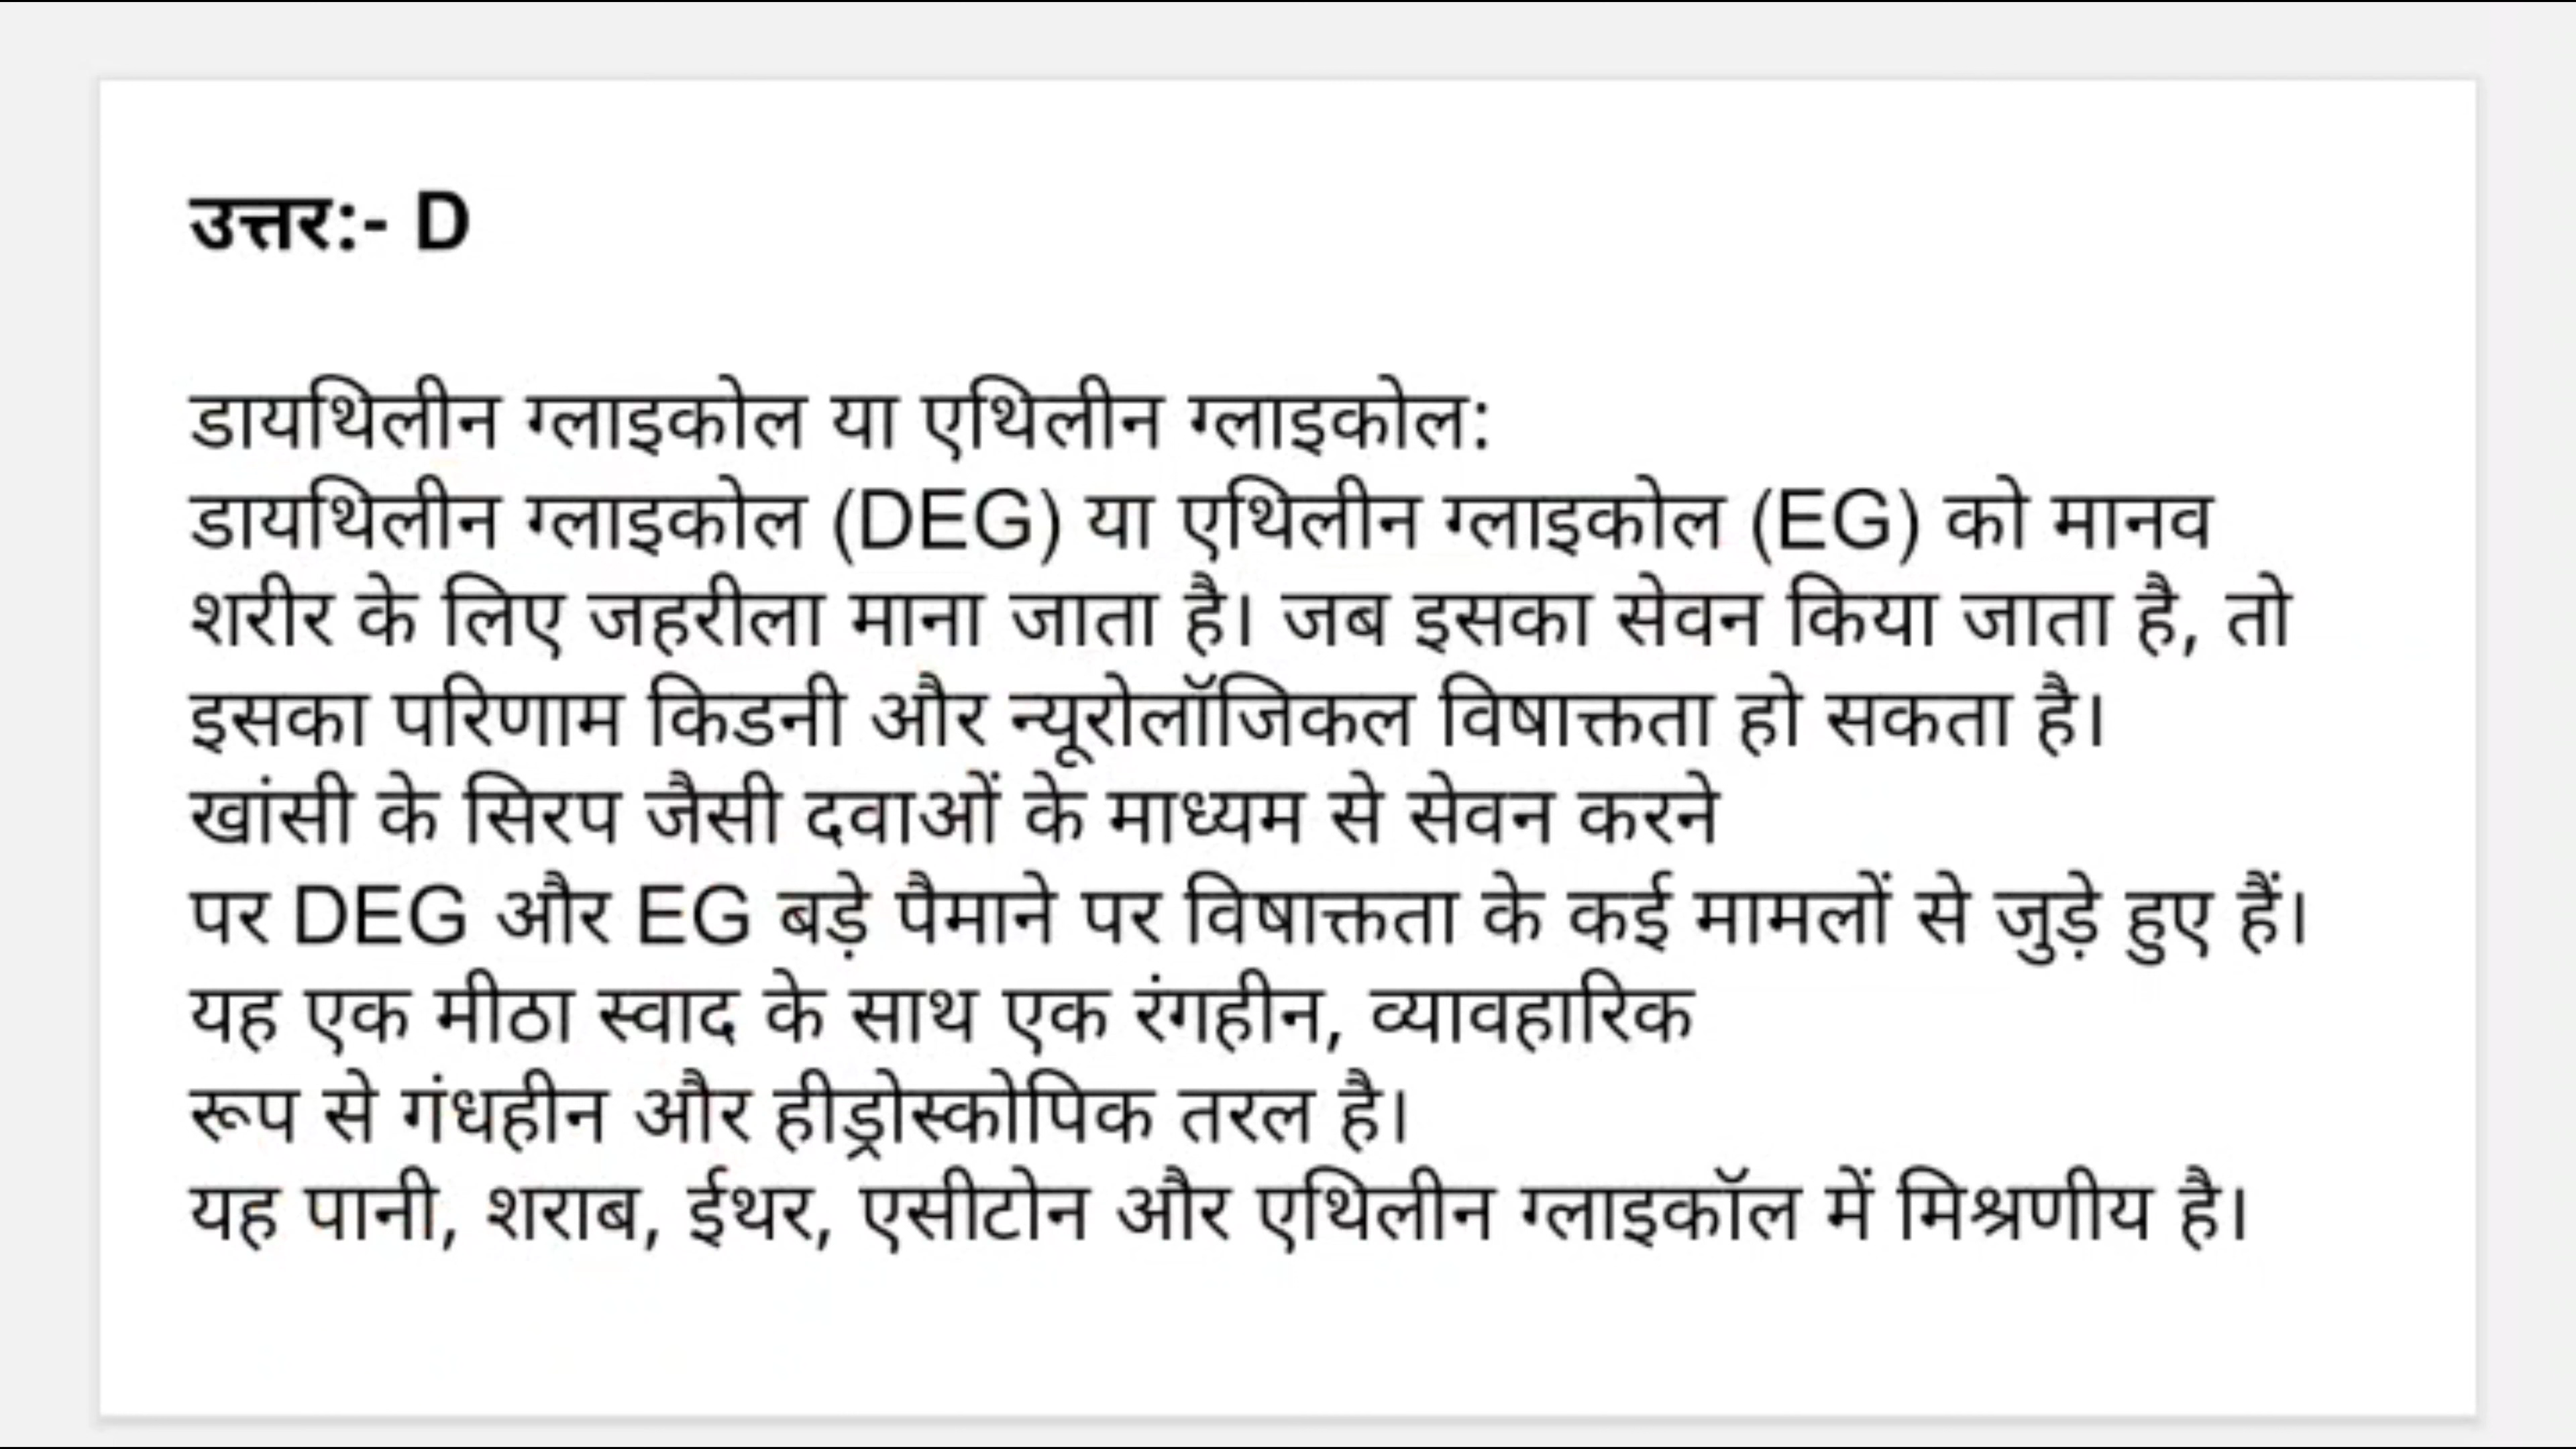 उत्तर:- D
डायथिलीन ग्लाइकोल या एथिलीन ग्लाइकोल:
डायथिलीन ग्लाइकोल (DEG) या एथिलीन ग्लाइकोल (EG) को मानव
शरीर के लिए जहरीला माना जाता है। जब इसका सेवन किया जाता है, तो
इसका परिणाम किडनी और न्यूरोलॉजिकल विषाक्तता हो सकता है।
खांसी के सिरप जैसी दवाओं के माध्यम से सेवन करने
पर DEG और EG बड़े पैमाने पर विषाक्तता के कई मामलों से जुड़े हुए हैं।
यह एक मीठा स्वाद के साथ एक रंगहीन, व्यावहारिक
रूप से गंधहीन और हीड्रोस्कोपिक तरल है।
यह पानी, शराब, ईथर, एसीटोन और एथिलीन ग्लाइकॉल में मिश्रणीय है।